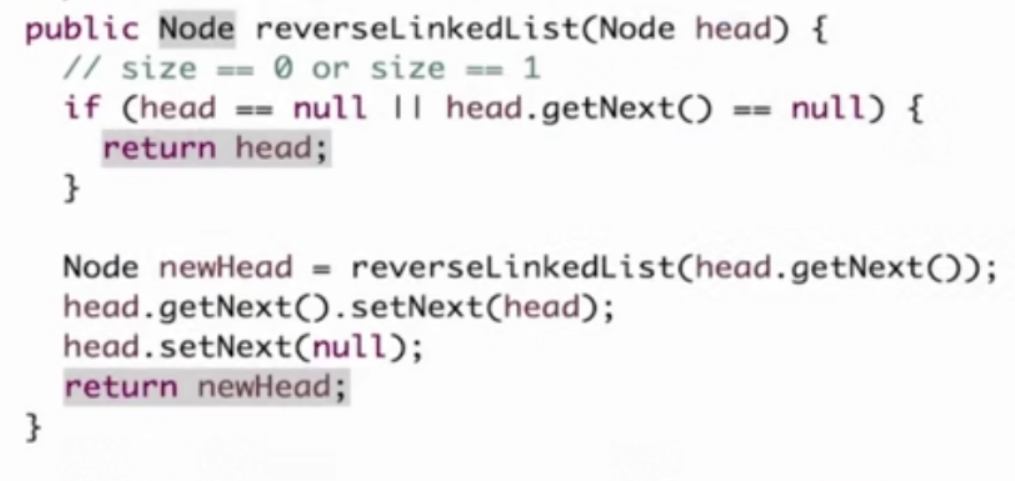 public Node reverseLinkedList(Node head) {
// size == 0 or size == 1
if (head == null || head.getNext() == null) {
return head;
}
Node newHead = reverseLinkedList(head.getNext());
head.getNext().setNext(head);
head.setNext(null);
return newHead;
}